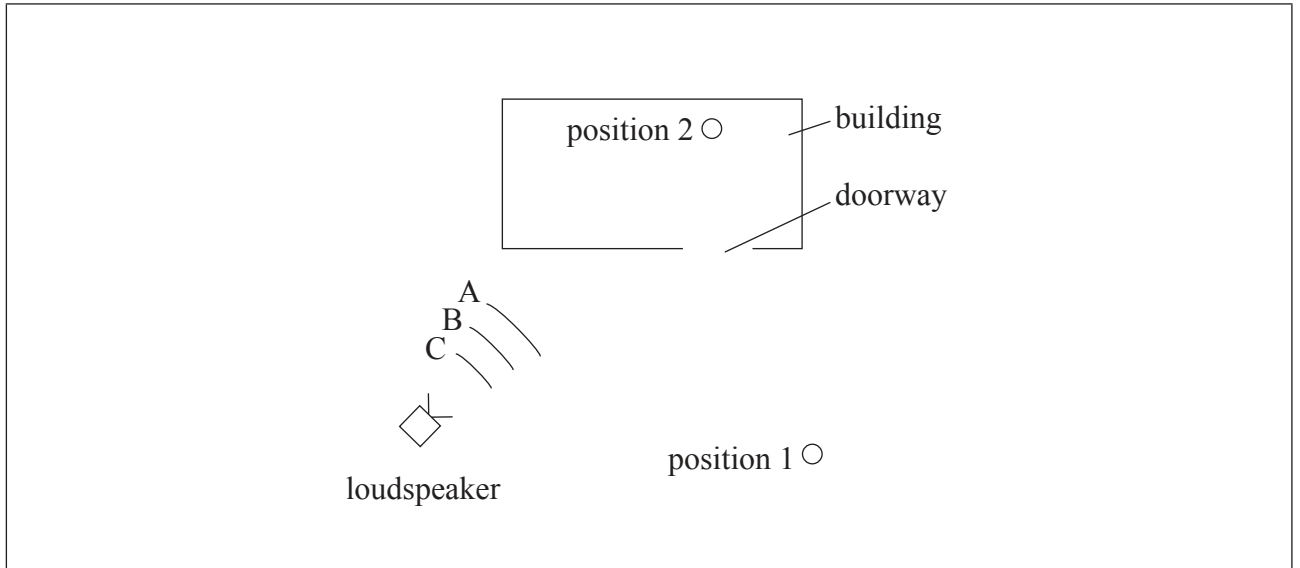 position 2
building
doorway
A
B
C
position 1
loudspeaker